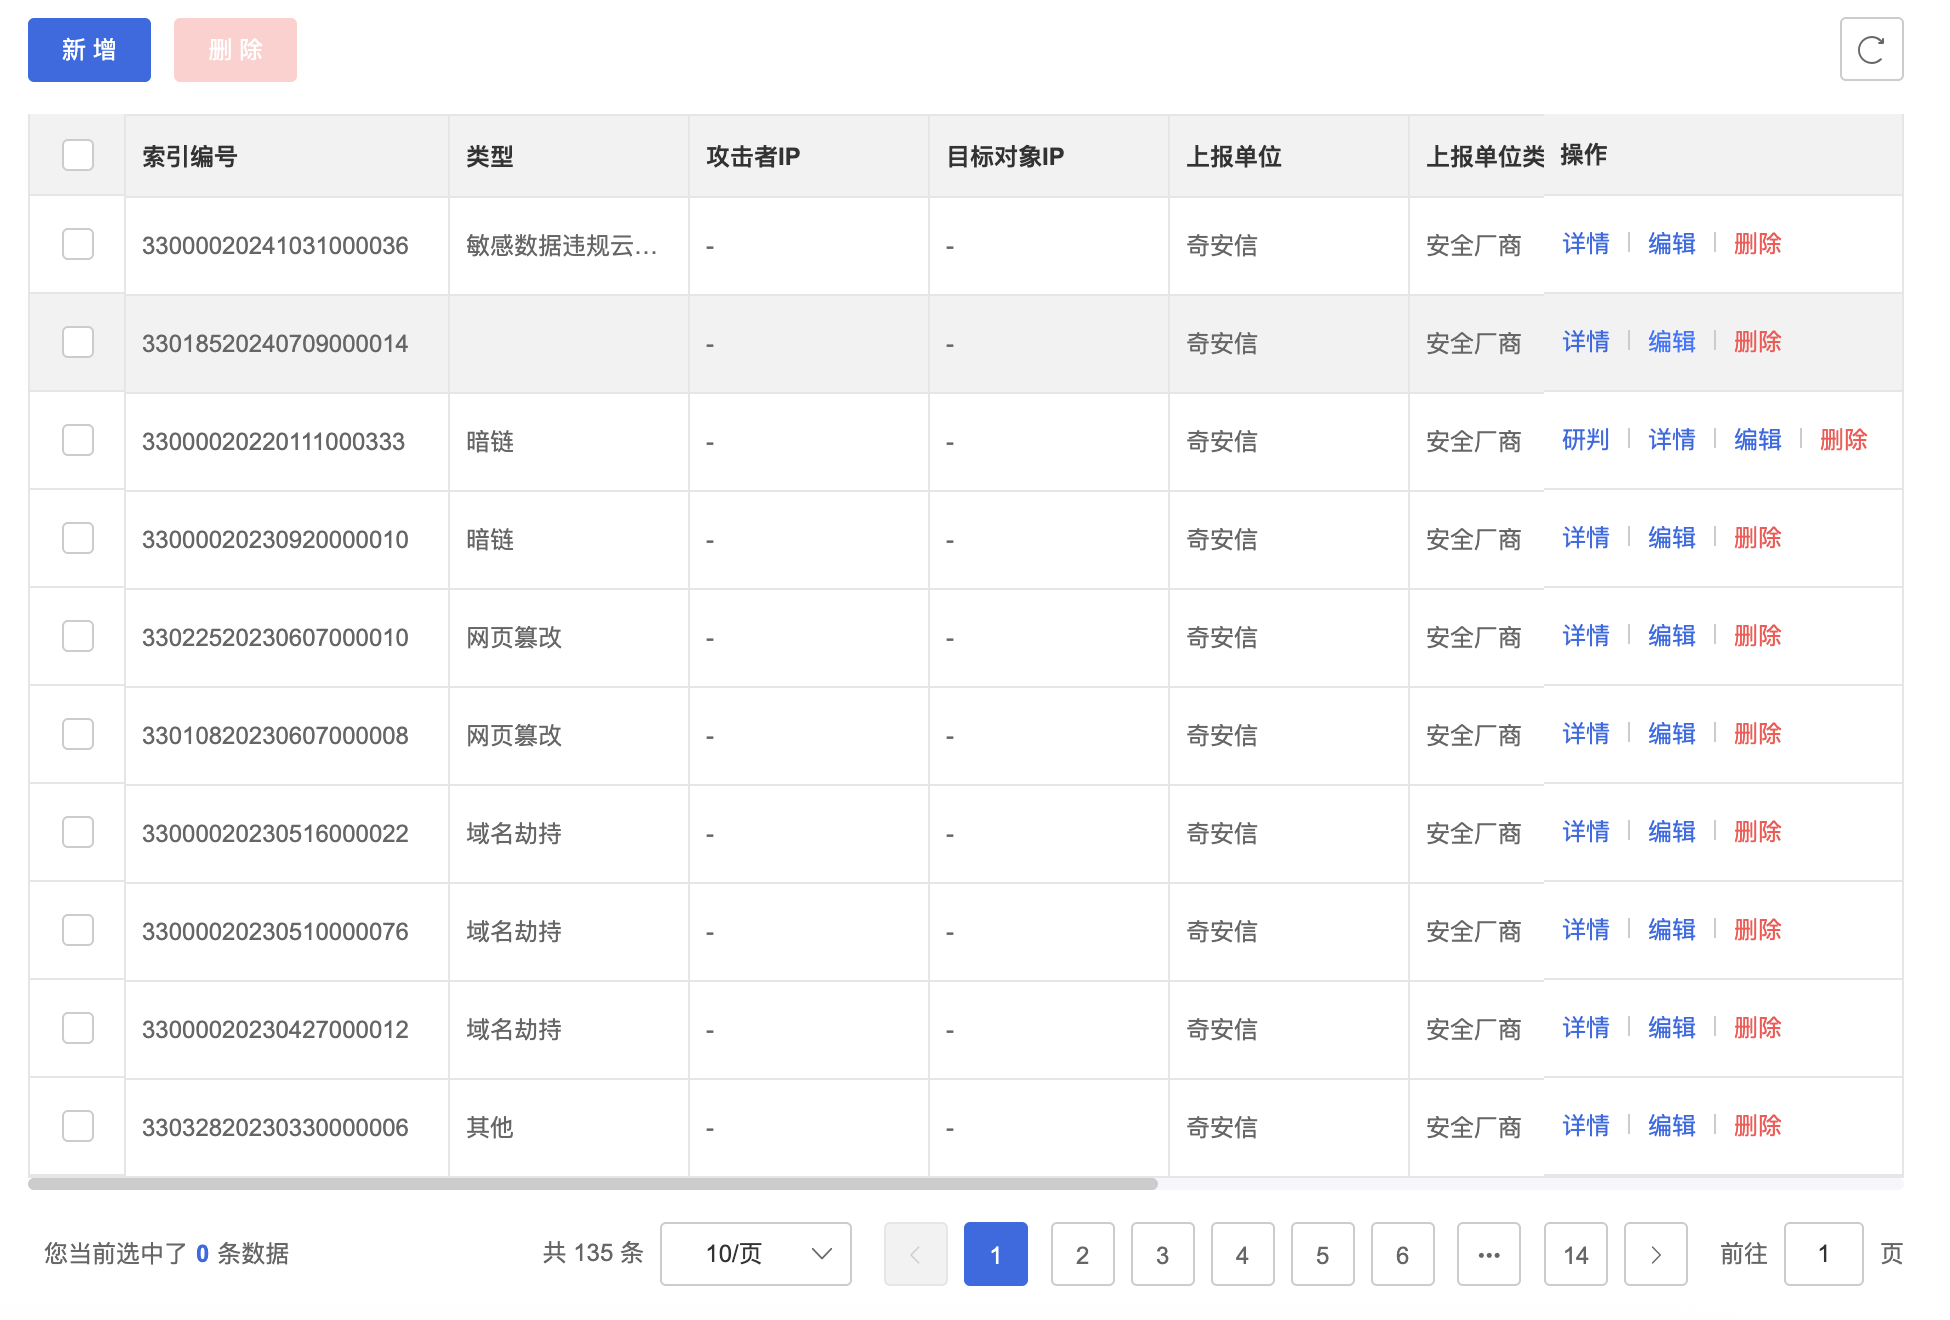 新 增 删 除
索引编号 类型 攻击者IP 目标对象IP 上报单位 上报单位类 操作
33000020241031000036 敏感数据违规云... - - 奇安信 安全厂商 详情 编辑 删除
33018520240709000014 - - 奇安信 安全厂商 详情 编辑 删除
33000020220111000333 暗链 - - 奇安信 安全厂商 研判 详情 编辑 删除
33000020230920000010 暗链 - - 奇安信 安全厂商 详情 编辑 删除
33022520230607000010 网页篡改 - - 奇安信 安全厂商 详情 编辑 删除
33010820230607000008 网页篡改 - - 奇安信 安全厂商 详情 编辑 删除
33000020230516000022 域名劫持 - - 奇安信 安全厂商 详情 编辑 删除
33000020230510000076 域名劫持 - - 奇安信 安全厂商 详情 编辑 删除
33000020230427000012 域名劫持 - - 奇安信 安全厂商 详情 编辑 删除
33032820230330000006 其他 - - 奇安信 安全厂商 详情 编辑 删除
您当前选中了 0 条数据 共 135 条 10/页 1 2 3 4 5 6 ••• 14 前往 1 页